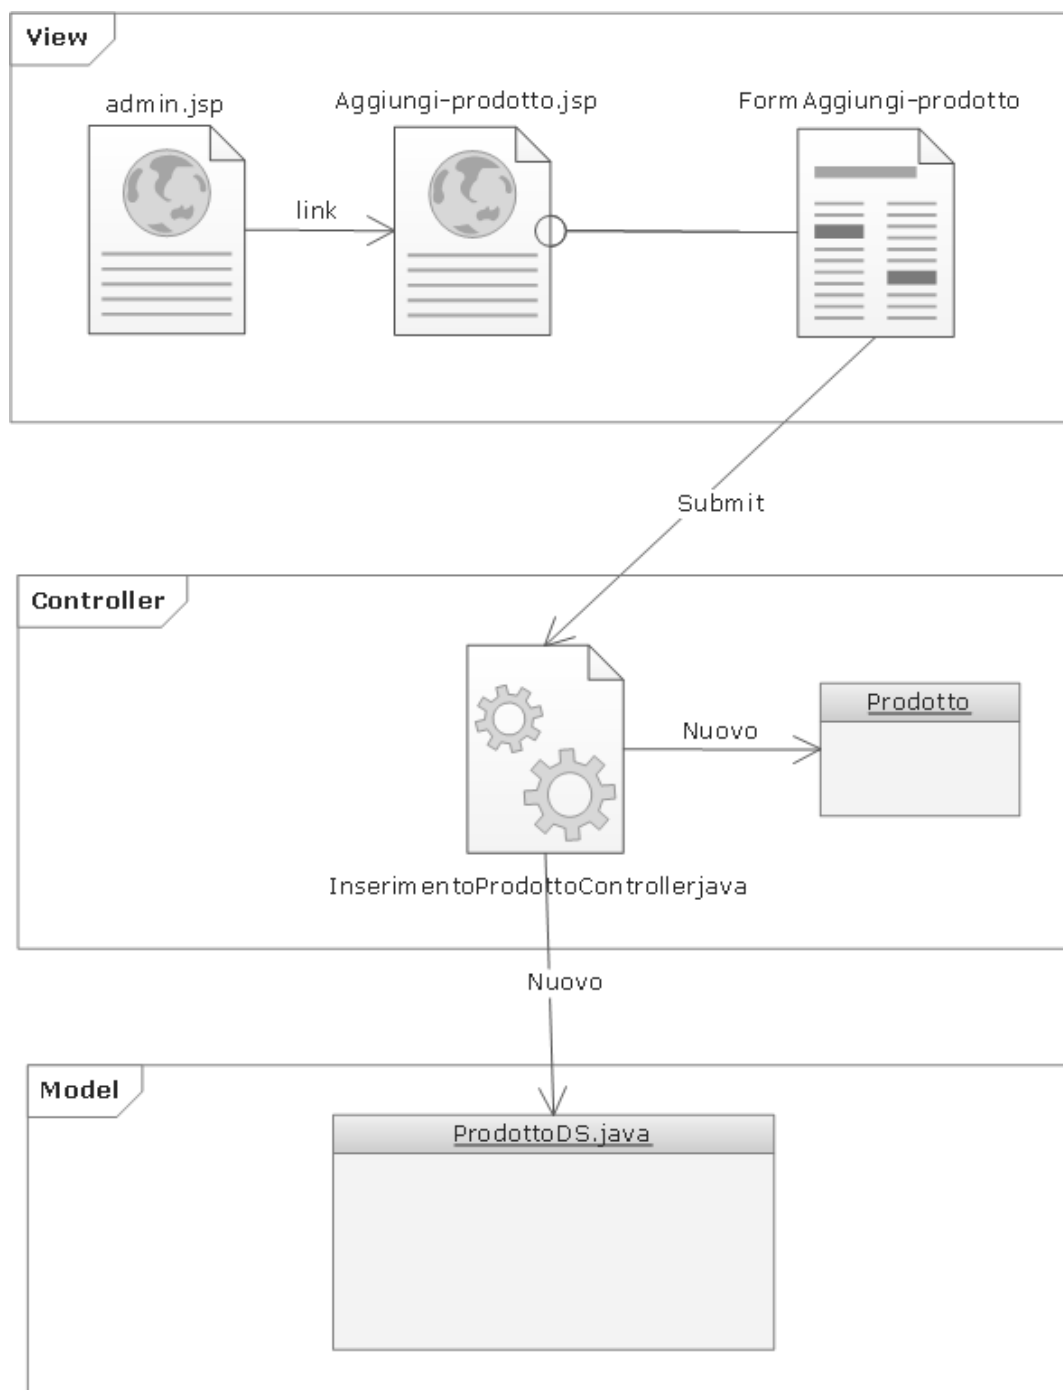 View
admin.jsp
Aggiungi-prodotto.jsp
Form Aggiungi-prodotto
link
Submit
Controller
Nuovo
Prodotto
InserimentoProdottoControllerjava
Nuovo
Model
ProdottoDS.java